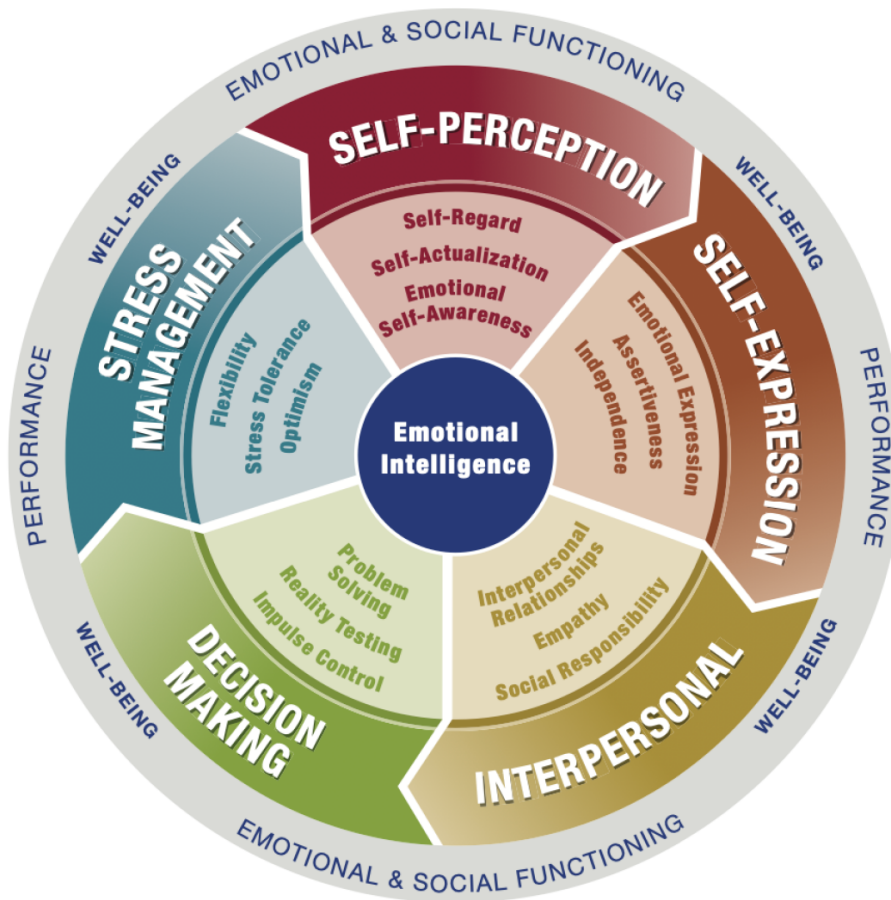 EMOTIONAL & SOCIAL FUNCTIONING
WELL-BEING
WELL-BEING
PERFORMANCE
PERFORMANCE
WELL-BEING
WELL-BEING
EMOTIONAL & SOCIAL FUNCTIONING
SELF-PERCEPTION
Self-Regard
Self-Actualization
Emotional
Self-Awareness
SELF-EXPRESSION
Emotional Expression
Assertiveness
Independence
INTERPERSONAL
Interpersonal
Relationships
Empathy
Social Responsibility
DECISION
MAKING
Problem
Solving
Reality Testing
Impulse Control
STRESS
MANAGEMENT
Flexibility
Stress Tolerance
Optimism
Emotional
Intelligence